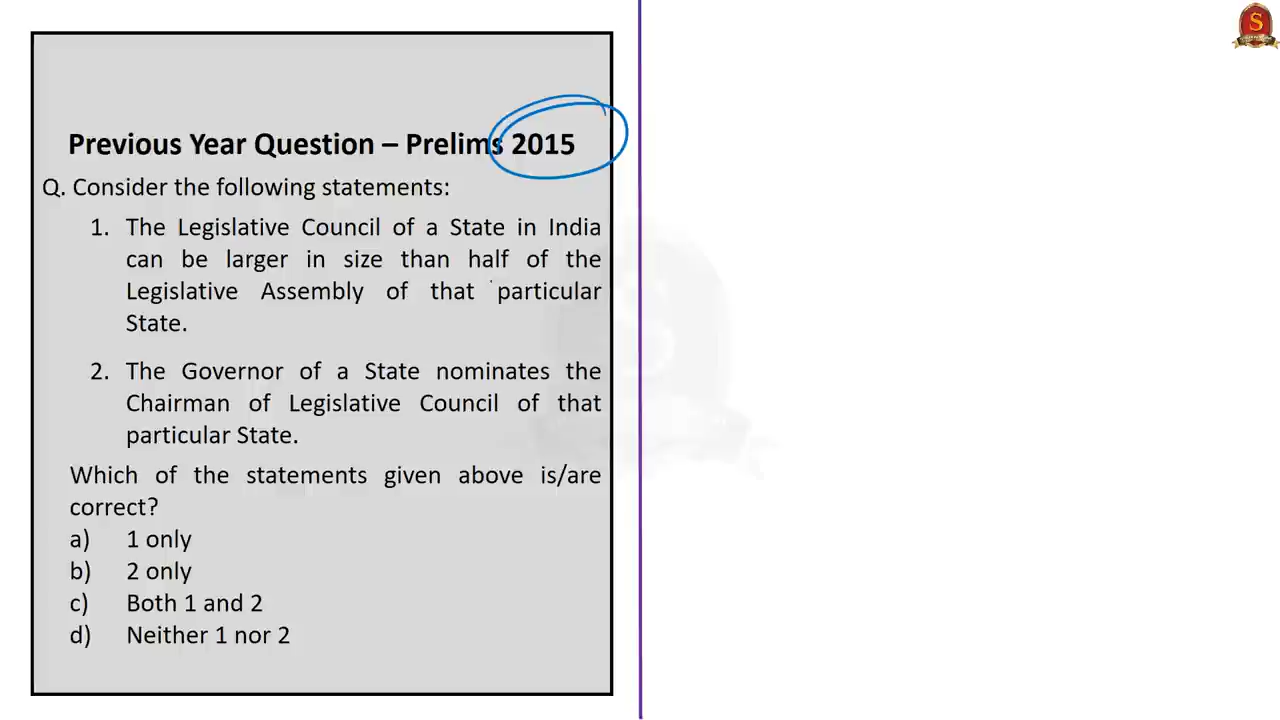 S
Previous Year Question – Prelims 2015
Q. Consider the following statements:
1. The Legislative Council of a State in India
can be larger in size than half of the
Legislative Assembly of that particular
State.
2. The Governor of a State nominates the
Chairman of Legislative Council of that
particular State.
Which of the statements given above is/are
correct?
a) 1 only
b) 2 only
c) Both 1 and 2
d) Neither 1 nor 2